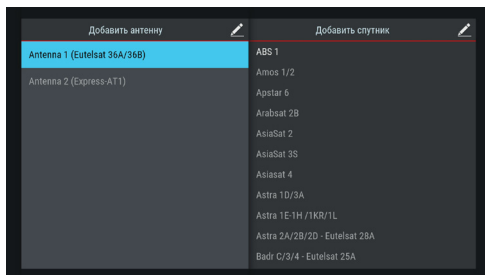 Добавить антенну
Antenna 1 (Eutelsat 36A/36B)
Antenna 2 (Express-AT1)
Добавить спутник
ABS 1
Amos 1/2
Apstar 6
Arabsat 2B
AsiaSat 2
AsiaSat 3S
Asiasat 4
Astra 1D/3A
Astra 1E-1H /1KR/1L
Astra 2A/2B/2D - Eutelsat 28A
Badr C/3/4 - Eutelsat 25A